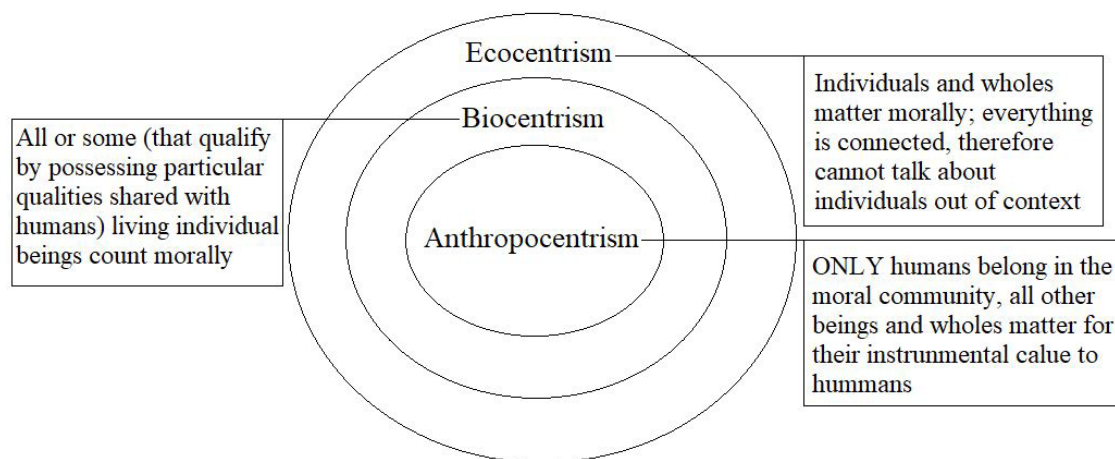 Ecocentrism
Individuals and wholes
matter morally; everything
is connected, therefore
cannot talk about
individuals out of context
Biocentrism
All or some (that qualify
by possessing particular
qualities shared with
humans) living individual
beings count morally
Anthropocentrism
ONLY humans belong in the
moral community, all other
beings and wholes matter for
their instrunmental calue to
hummans